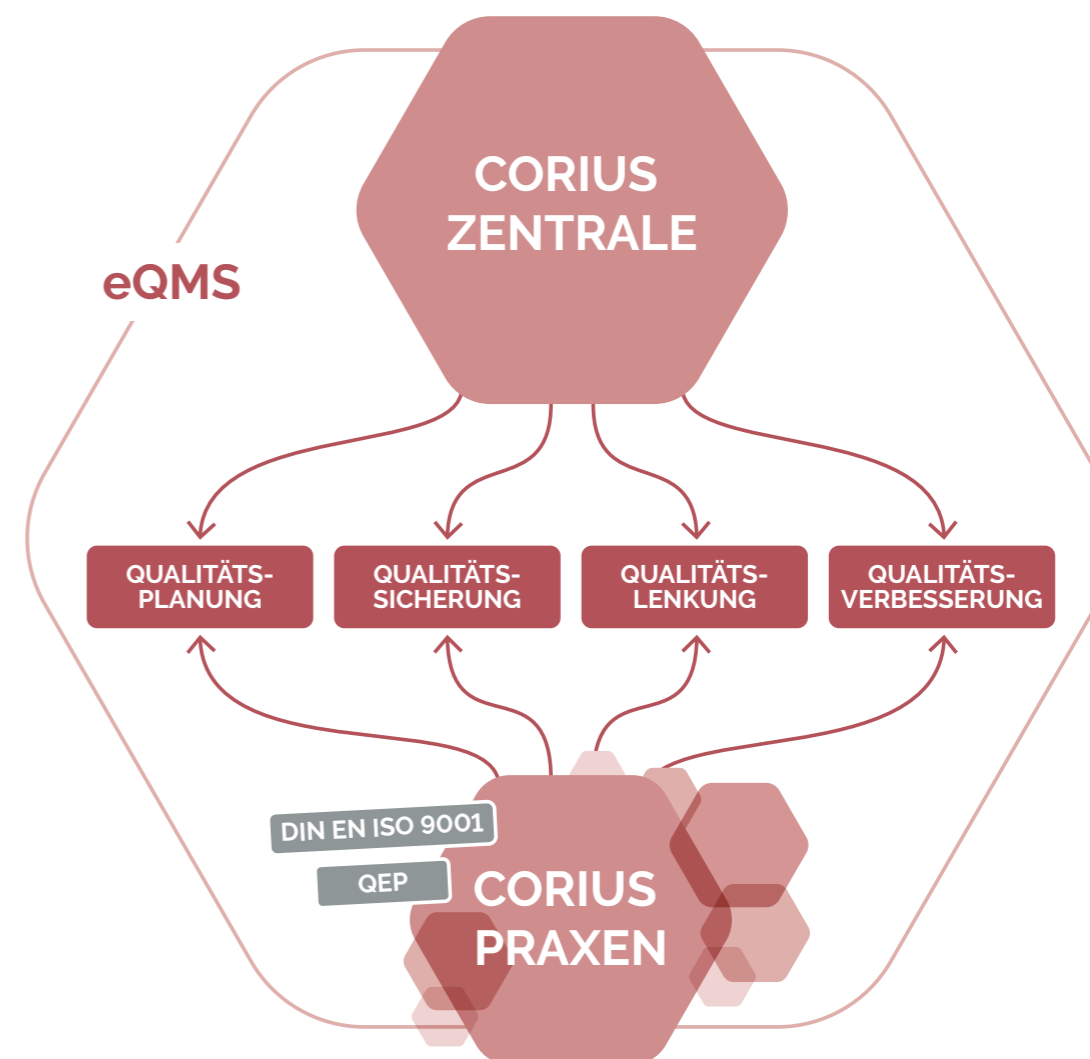 CORIUS
ZENTRALE
eQMS
QUALITÄTS-
PLANUNG
QUALITÄTS-
SICHERUNG
QUALITÄTS-
LENKUNG
QUALITÄTS-
VERBESSERUNG
DIN EN ISO 9001
QEP
CORIUS
PRAXEN